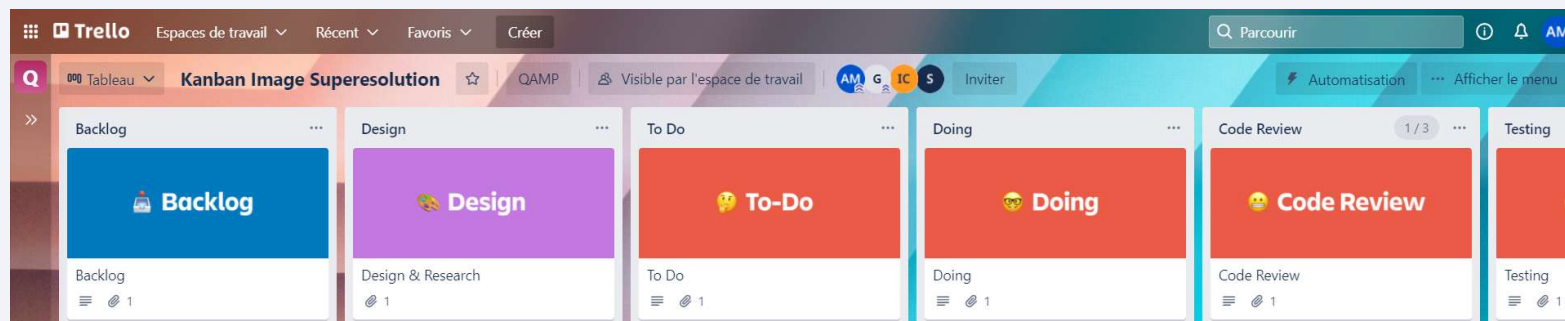 Trello Espaces de travail Récent Favoris Créer Parcourir AM
Q Tableau Kanban Image Superesolution QAMP Visible par l'espace de travail AM G IC S Inviter Automatisation Afficher le menu
Backlog Design To Do Doing Code Review 1 / 3 Testing
Backlog Design To-Do Doing Code Review
Backlog Design & Research To Do Doing Code Review Testing
1 1 1 1 1 1